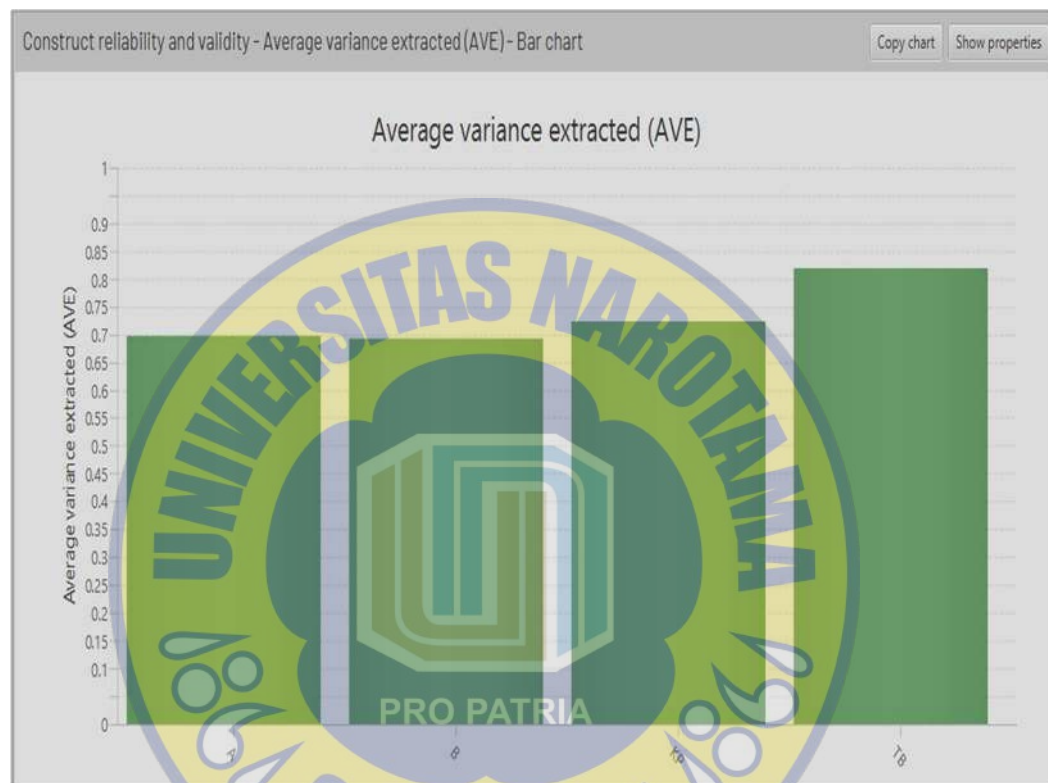 Construct reliability and validity - Average variance extracted (AVE) - Bar chart
Copy chart
Show properties
Average variance extracted (AVE)
1
0.9
0.85
0.8
0.75
0.7
0.65
0.6
0.55
0.5
0.45
0.4
0.35
0.3
0.25
0.2
0.15
0.1
0
Average variance extracted (AVE)
A
B
KP
TB
UNIVERSITAS NAROTAMA
PRO PATRIA